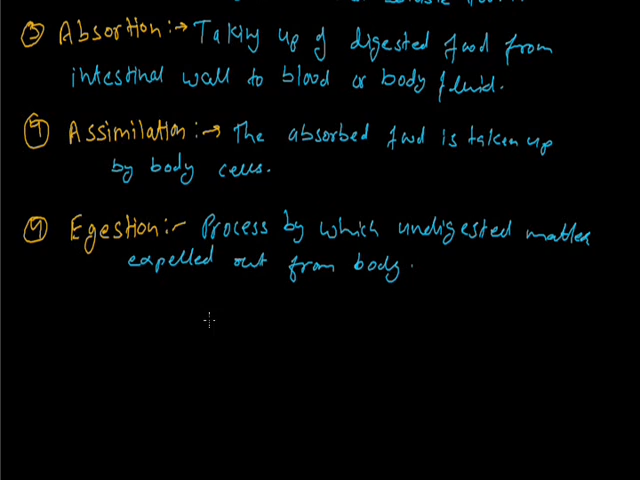 ③ Absortion :→ Taking up of digested food from
intestinal wall to blood or body fluid.
④ Assimilation :→ The absorbed food is taken up
by body cells.
④ Egestion :- Process by which undigested matter
expelled out from body.